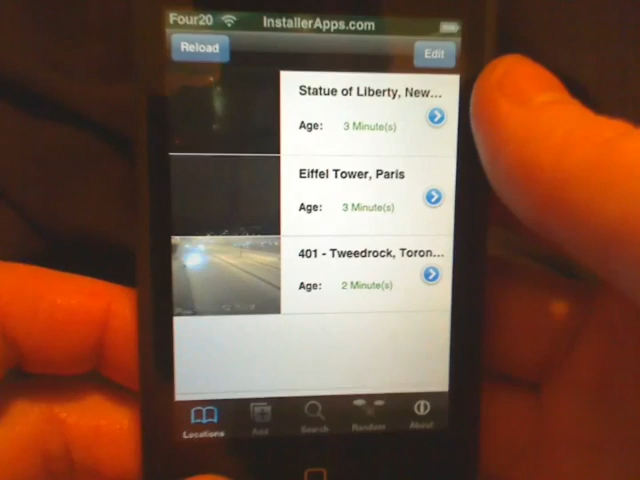 Four20 InstallerApps.com
Reload Edit
Statue of Liberty, New...
Age: 3 Minute(s)
Eiffel Tower, Paris
Age: 3 Minute(s)
401 - Tweedrock, Toron...
Age: 2 Minute(s)
Locations Add Search Random About